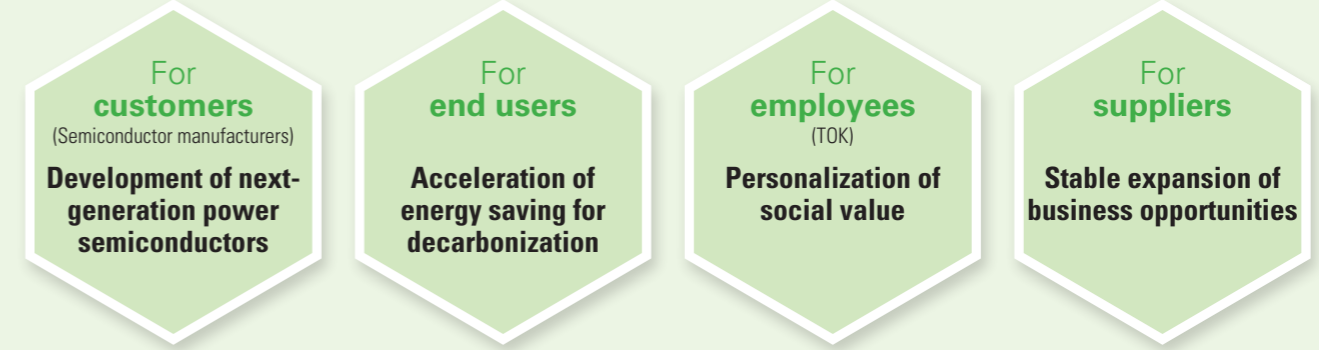 For
customers
(Semiconductor manufacturers)
Development of next-
generation power
semiconductors
For
end users
Acceleration of
energy saving for
decarbonization
For
employees
(TOK)
Personalization of
social value
For
suppliers
Stable expansion of
business opportunities